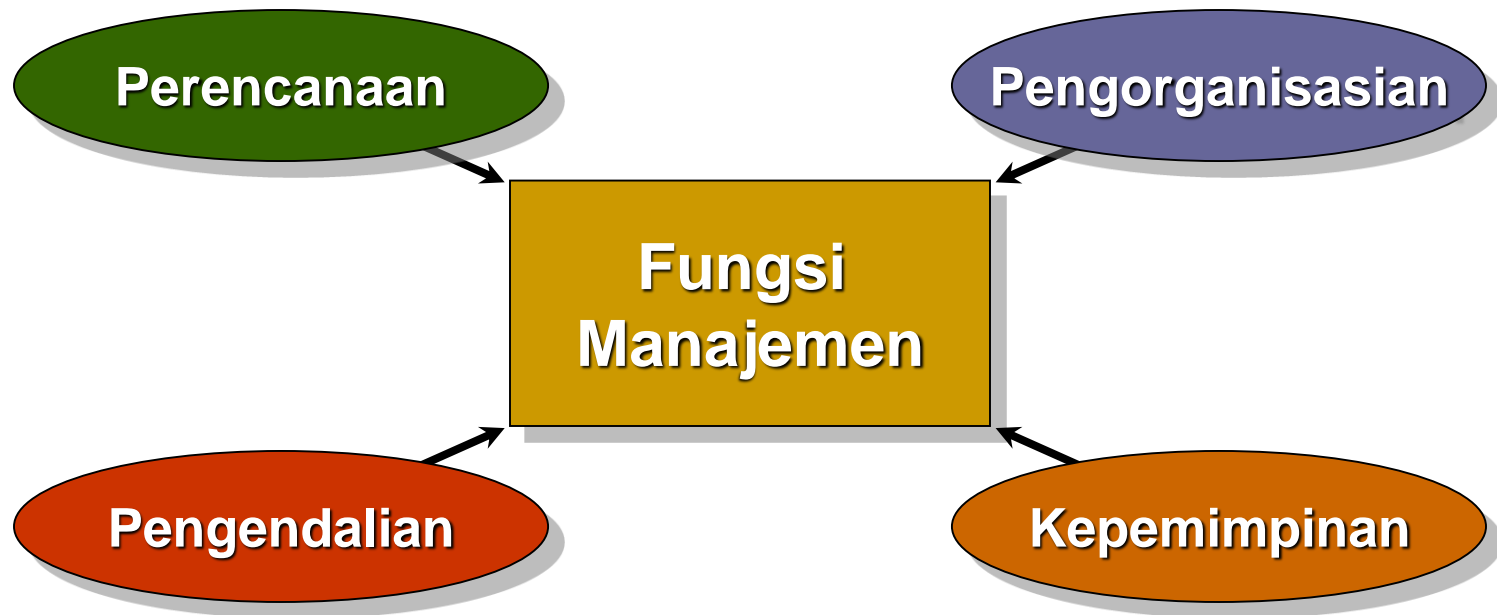 Perencanaan
Pengorganisasian
Fungsi
Manajemen
Pengendalian
Kepemimpinan